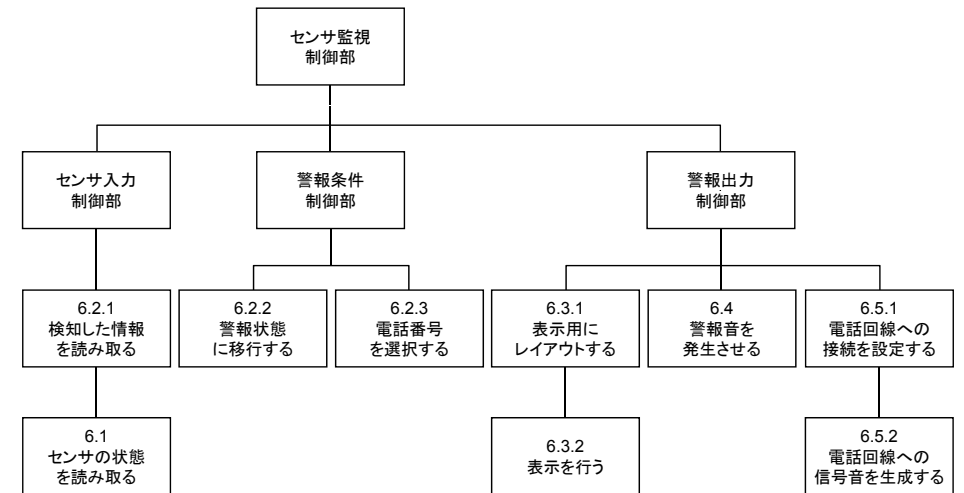 センサ監視
制御部
センサ入力
制御部
警報条件
制御部
警報出力
制御部
6.2.1
検知した情報
を読み取る
6.2.2
警報状態
に移行する
6.2.3
電話番号
を選択する
6.3.1
表示用に
レイアウトする
6.4
警報音を
発生させる
6.5.1
電話回線への
接続を設定する
6.1
センサの状態
を読み取る
6.3.2
表示を行う
6.5.2
電話回線への
信号音を生成する